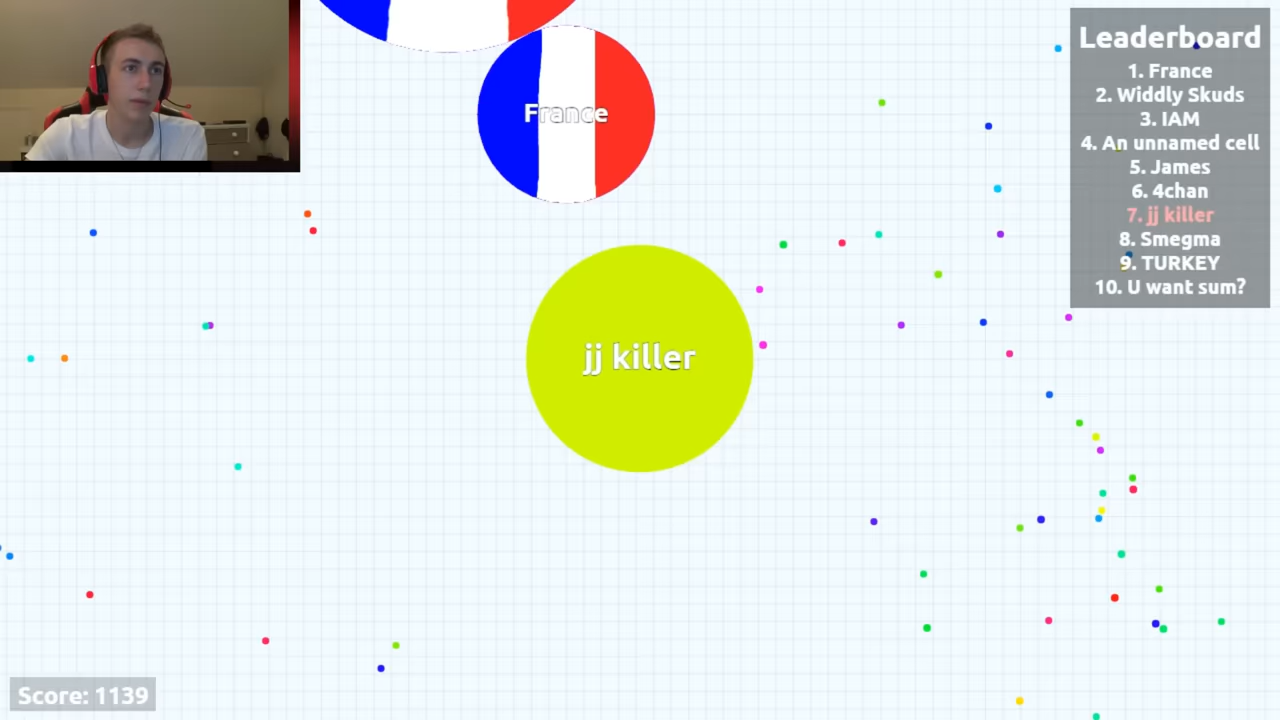 Leaderboard
1. France
2. Widdly Skuds
3. IAM
4. An unnamed cell
5. James
6. 4chan
7. jj killer
8. Smegma
9. TURKEY
10. U want sum?
France
jj killer
Score: 1139